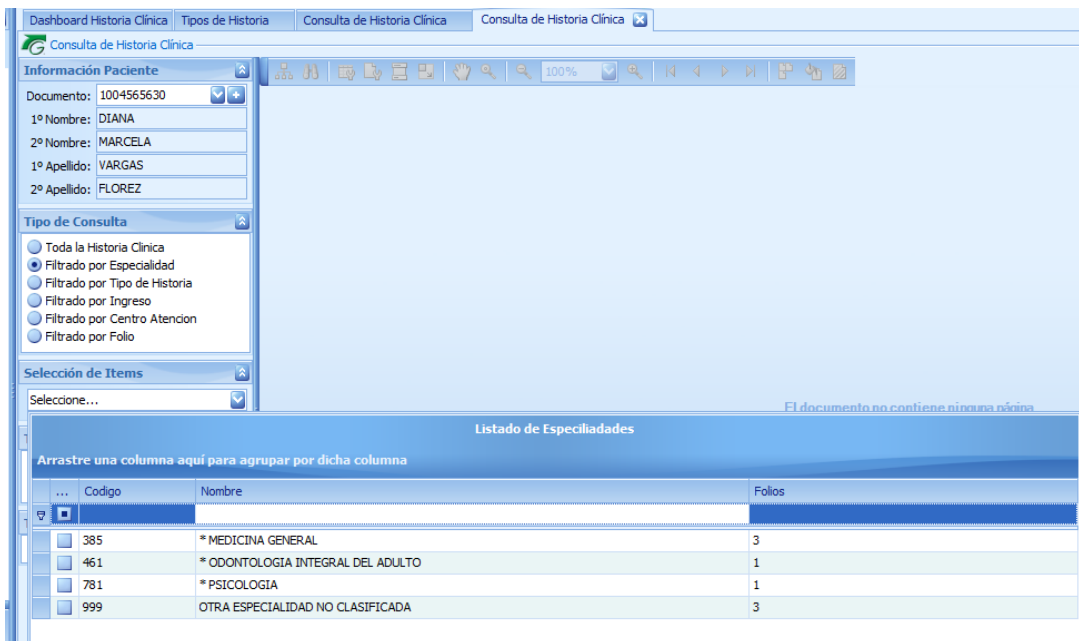 Dashboard Historia Clínica Tipos de Historia Consulta de Historia Clínica Consulta de Historia Clínica
Consulta de Historia Clínica
Información Paciente
100%
Documento: 1004565630
1º Nombre: DIANA
2º Nombre: MARCELA
1º Apellido: VARGAS
2º Apellido: FLOREZ
Tipo de Consulta
Toda la Historia Clinica
Filtrado por Especialidad
Filtrado por Tipo de Historia
Filtrado por Ingreso
Filtrado por Centro Atencion
Filtrado por Folio
Selección de Items
Seleccione...
El documento no contiene ninguna página.
Listado de Especiliadades
Arrastre una columna aquí para agrupar por dicha columna
... Codigo Nombre Folios
385 * MEDICINA GENERAL 3
461 * ODONTOLOGIA INTEGRAL DEL ADULTO 1
781 * PSICOLOGIA 1
999 OTRA ESPECIALIDAD NO CLASIFICADA 3